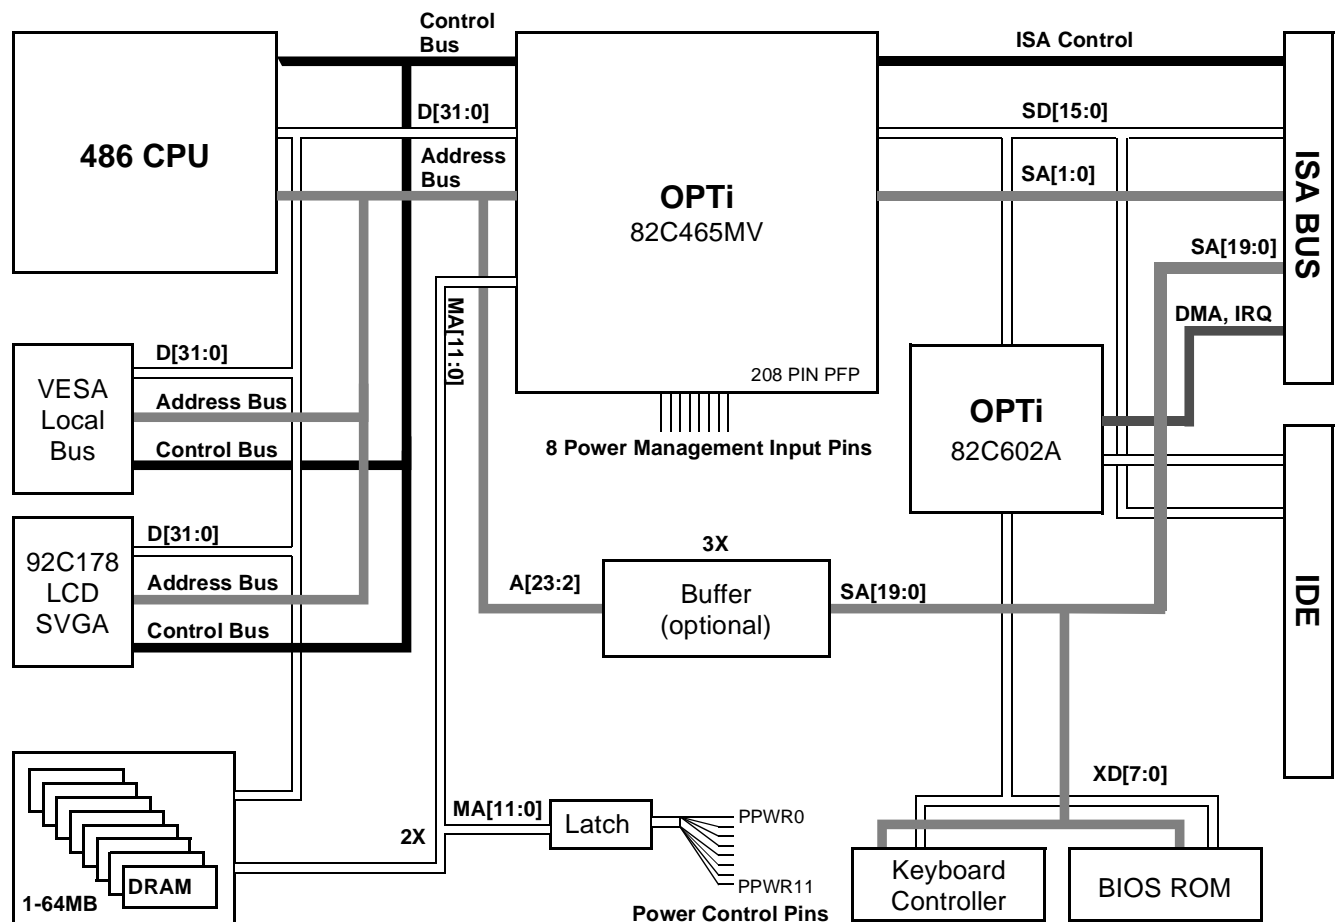 Control
Bus
ISA Control
D[31:0]
SD[15:0]
486 CPU
Address
Bus
OPTi
82C465MV
SA[1:0]
ISA BUS
SA[19:0]
MA[11:0]
DMA, IRQ
D[31:0]
VESA
Local
Bus
Address Bus
Control Bus
208 PIN PFP
8 Power Management Input Pins
OPTi
82C602A
D[31:0]
92C178
LCD
SVGA
Address Bus
Control Bus
3X
A[23:2]
Buffer
(optional)
SA[19:0]
IDE
XD[7:0]
MA[11:0]
2X
Latch
PPWR0
PPWR11
Power Control Pins
DRAM
1-64MB
Keyboard
Controller
BIOS ROM